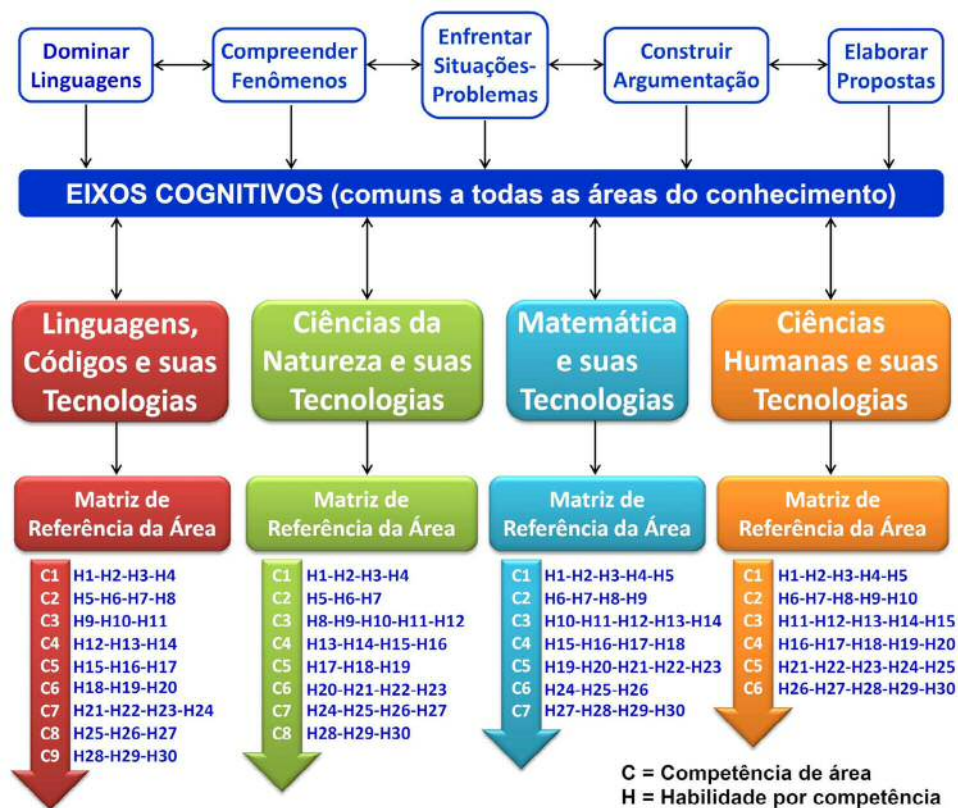 Dominar
Linguagens
Compreender
Fenômenos
Enfrentar
Situações-
Problemas
Construir
Argumentação
Elaborar
Propostas
EIXOS COGNITIVOS (comuns a todas as áreas do conhecimento)
Linguagens,
Códigos e suas
Tecnologias
Ciências da
Natureza e suas
Tecnologias
Matemática
e suas
Tecnologias
Ciências
Humanas e suas
Tecnologias
Matriz de
Referência da Área
Matriz de
Referência da Área
Matriz de
Referência da Área
Matriz de
Referência da Área
C1 H1-H2-H3-H4
C2 H5-H6-H7-H8
C3 H9-H10-H11
C4 H12-H13-H14
C5 H15-H16-H17
C6 H18-H19-H20
C7 H21-H22-H23-H24
C8 H25-H26-H27
C9 H28-H29-H30
C1 H1-H2-H3-H4
C2 H5-H6-H7
C3 H8-H9-H10-H11-H12
C4 H13-H14-H15-H16
C5 H17-H18-H19
C6 H20-H21-H22-H23
C7 H24-H25-H26-H27
C8 H28-H29-H30
C1 H1-H2-H3-H4-H5
C2 H6-H7-H8-H9
C3 H10-H11-H12-H13-H14
C4 H15-H16-H17-H18
C5 H19-H20-H21-H22-H23
C6 H24-H25-H26
C7 H27-H28-H29-H30
C1 H1-H2-H3-H4-H5
C2 H6-H7-H8-H9-H10
C3 H11-H12-H13-H14-H15
C4 H16-H17-H18-H19-H20
C5 H21-H22-H23-H24-H25
C6 H26-H27-H28-H29-H30
C = Competência de área
H = Habilidade por competência